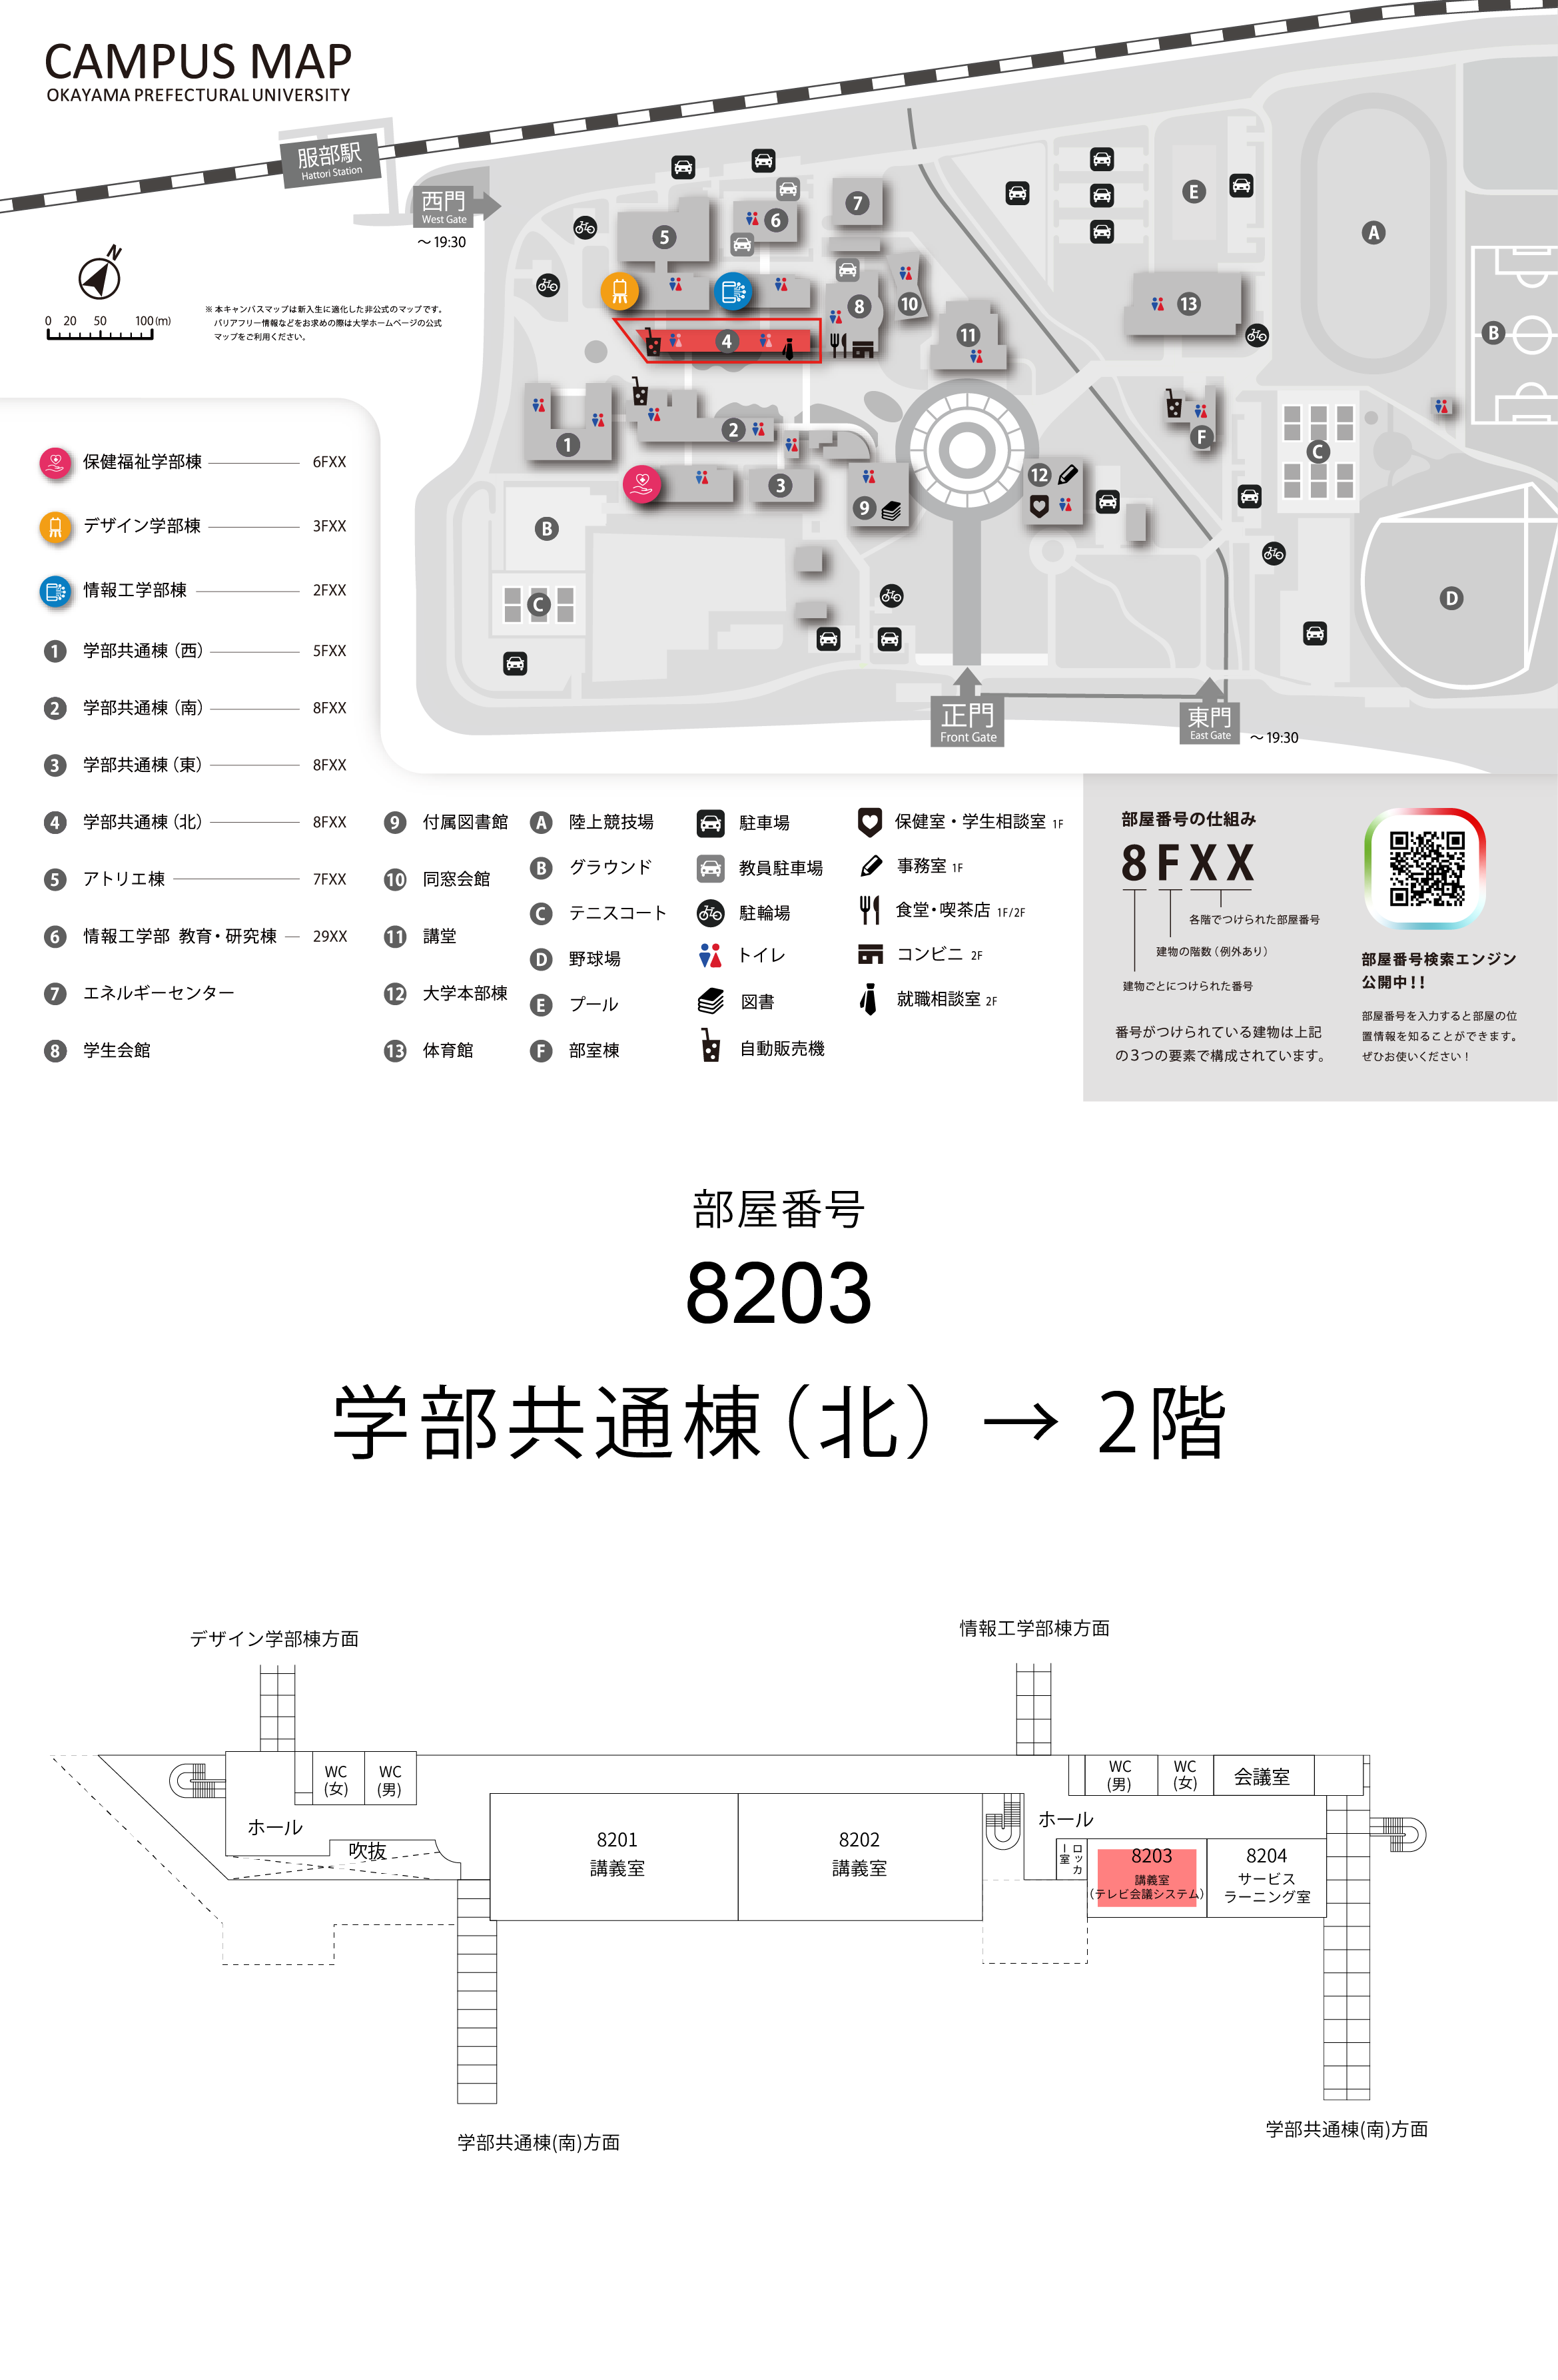 CAMPUS MAP
OKAYAMA PREFECTURAL UNIVERSITY
服部駅
Hattori Station
西門
West Gate
～19:30
N
0 20 50 100(m)
※ 本キャンパスマップは新入生に適化した非公式のマップです。
バリアフリー情報などをお求めの際は大学ホームページの公式
マップをご利用ください。
5
6
7
8
10
11
4
1
2
3
9
12
13
E
A
B
F
C
D
B
C
正門
Front Gate
東門
East Gate
～19:30
保健福祉学部棟 6FXX
デザイン学部棟 3FXX
情報工学部棟 2FXX
1 学部共通棟（西） 5FXX
2 学部共通棟（南） 8FXX
3 学部共通棟（東） 8FXX
4 学部共通棟（北） 8FXX
5 アトリエ棟 7FXX
6 情報工学部 教育・研究棟 29XX
7 エネルギーセンター
8 学生会館
9 付属図書館
10 同窓会館
11 講堂
12 大学本部棟
13 体育館
A 陸上競技場
B グラウンド
C テニスコート
D 野球場
E プール
F 部室棟
駐車場
教員駐車場
駐輪場
トイレ
図書
自動販売機
保健室・学生相談室 1F
事務室 1F
食堂・喫茶店 1F/2F
コンビニ 2F
就職相談室 2F
部屋番号の仕組み
8FXX
各階でつけられた部屋番号
建物の階数（例外あり）
建物ごとにつけられた番号
番号がつけられている建物は上記
の3つの要素で構成されています。
部屋番号検索エンジン
公開中！！
部屋番号を入力すると部屋の位
置情報を知ることができます。
ぜひお使いください！
部屋番号
8203
学部共通棟（北） → 2階
デザイン学部棟方面
情報工学部棟方面
WC
(女)
WC
(男)
WC
(男)
WC
(女)
会議室
ホール
吹抜
8201
講義室
8202
講義室
ホール
ロッカー室
8203
講義室
(テレビ会議システム)
8204
サービス
ラーニング室
学部共通棟(南)方面
学部共通棟(南)方面